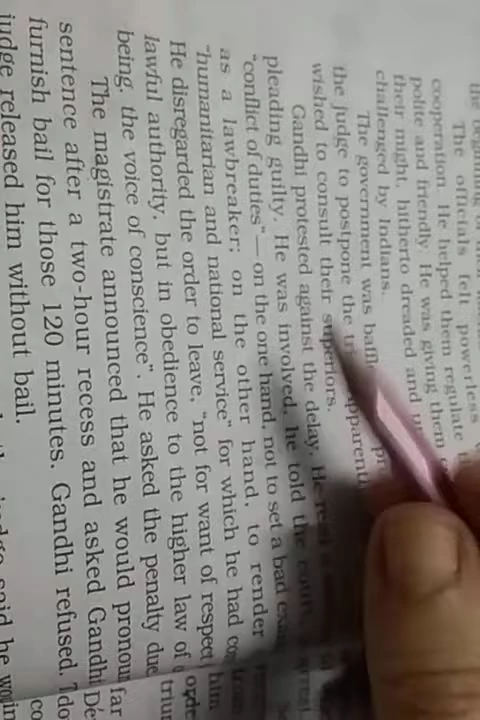 the beginning
The officials felt powerless
cooperation. He helped them regulate
polite and friendly. He was giving them
their might, hitherto dreaded and
challenged by Indians.
The government was
the judge to postpone the
wished to consult their superiors.
Gandhi protested against the delay. He
pleading guilty. He was involved, he told the court,
"conflict of duties"— on the one hand, not to set a bad
as a lawbreaker; on the other hand, to render
"humanitarian and national service" for which he had
He disregarded the order to leave, "not for want of respect
lawful authority, but in obedience to the higher law of
being, the voice of conscience". He asked the penalty due
The magistrate announced that he would
sentence after a two-hour recess and asked Gandhi
furnish bail for those 120 minutes. Gandhi refused.
judge released him without bail.
judge said he